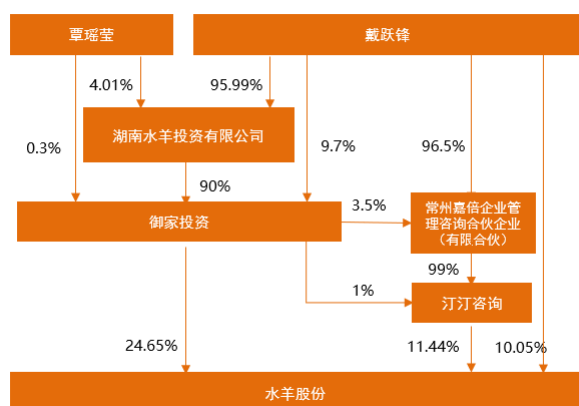 覃瑶莹
戴跃锋
4.01%
95.99%
湖南水羊投资有限公司
0.3%
9.7%
96.5%
90%
御家投资
3.5%
常州嘉倍企业管
理咨询合伙企业
（有限合伙）
99%
1%
汀汀咨询
24.65%
11.44%
10.05%
水羊股份